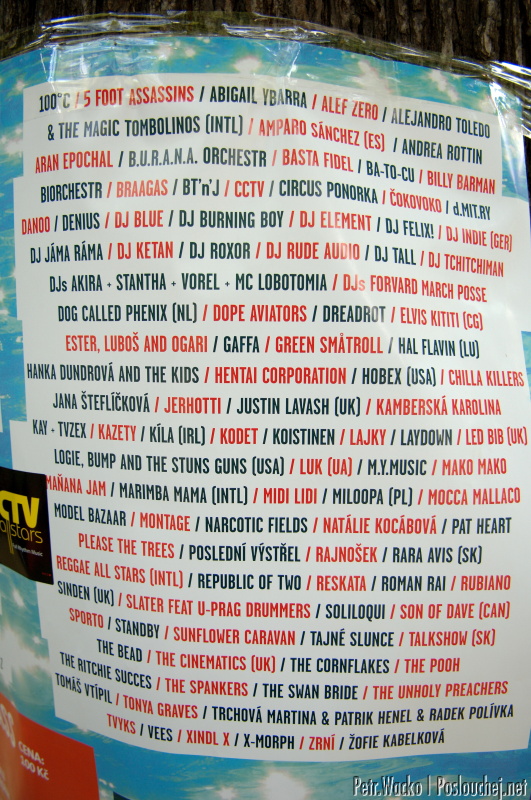 100°C / 5 FOOT ASSASSINS / ABIGAIL YBARRA / ALEF ZERO / ALEJANDRO TOLEDO
& THE MAGIC TOMBOLINOS (INTL) / AMPARO SÁNCHEZ (ES) / ANDREA ROTTIN
ARAN EPOCHAL / B.U.R.A.N.A. ORCHESTR / BASTA FIDEL / BA-TO-CU / BILLY BARMAN
BIORCHESTR / BRAAGAS / BT'n'J / CCTV / CIRCUS PONORKA / ČOKOVOKO / d.MIT.RY
DANOO / DENIUS / DJ BLUE / DJ BURNING BOY / DJ ELEMENT / DJ FELIX! / DJ INDIE (GER)
DJ JÁMA RÁMA / DJ KETAN / DJ ROXOR / DJ RUDE AUDIO / DJ TALL / DJ TCHITCHIMAN
DJs AKIRA + STANTHA + VOREL + MC LOBOTOMIA / DJs FORVARD MARCH POSSE
DOG CALLED PHENIX (NL) / DOPE AVIATORS / DREADROT / ELVIS KITITI (CG)
ESTER, LUBOŠ AND OGARI / GAFFA / GREEN SMÅTROLL / HAL FLAVIN (LU)
HANKA DUNDROVÁ AND THE KIDS / HENTAI CORPORATION / HOBEX (USA) / CHILLA KILLERS
JANA ŠTEFLÍČKOVÁ / JERHOTTI / JUSTIN LAVASH (UK) / KAMBERSKÁ KAROLINA
KAY + TVZEX / KAZETY / KÍLA (IRL) / KODET / KOISTINEN / LAJKY / LAYDOWN / LED BIB (UK)
LOGIE, BUMP AND THE STUNS GUNS (USA) / LUK (UA) / M.Y.MUSIC / MAKO MAKO
MAÑANA JAM / MARIMBA MAMA (INTL) / MIDI LIDI / MILOOPA (PL) / MOCCA MALLACO
MODEL BAZAAR / MONTAGE / NARCOTIC FIELDS / NATÁLIE KOCÁBOVÁ / PAT HEART
PLEASE THE TREES / POSLEDNÍ VÝSTŘEL / RAJNOŠEK / RARA AVIS (SK)
REGGAE ALL STARS (INTL) / REPUBLIC OF TWO / RESKATA / ROMAN RAI / RUBIANO
SINDEN (UK) / SLATER FEAT U-PRAG DRUMMERS / SOLILOQUI / SON OF DAVE (CAN)
SPORTO / STANDBY / SUNFLOWER CARAVAN / TAJNÉ SLUNCE / TALKSHOW (SK)
THE BEAD / THE CINEMATICS (UK) / THE CORNFLAKES / THE POOH
THE RITCHIE SUCCES / THE SPANKERS / THE SWAN BRIDE / THE UNHOLY PREACHERS
TOMÁŠ VTÍPIL / TONYA GRAVES / TRCHOVÁ MARTINA & PATRIK HENEL & RADEK POLÍVKA
TVYKS / VEES / XINDL X / X-MORPH / ZRNÍ / ŽOFIE KABELKOVÁ
CTV
stars
Music
CENA:
Petr.Wacko | Poslouchej.net